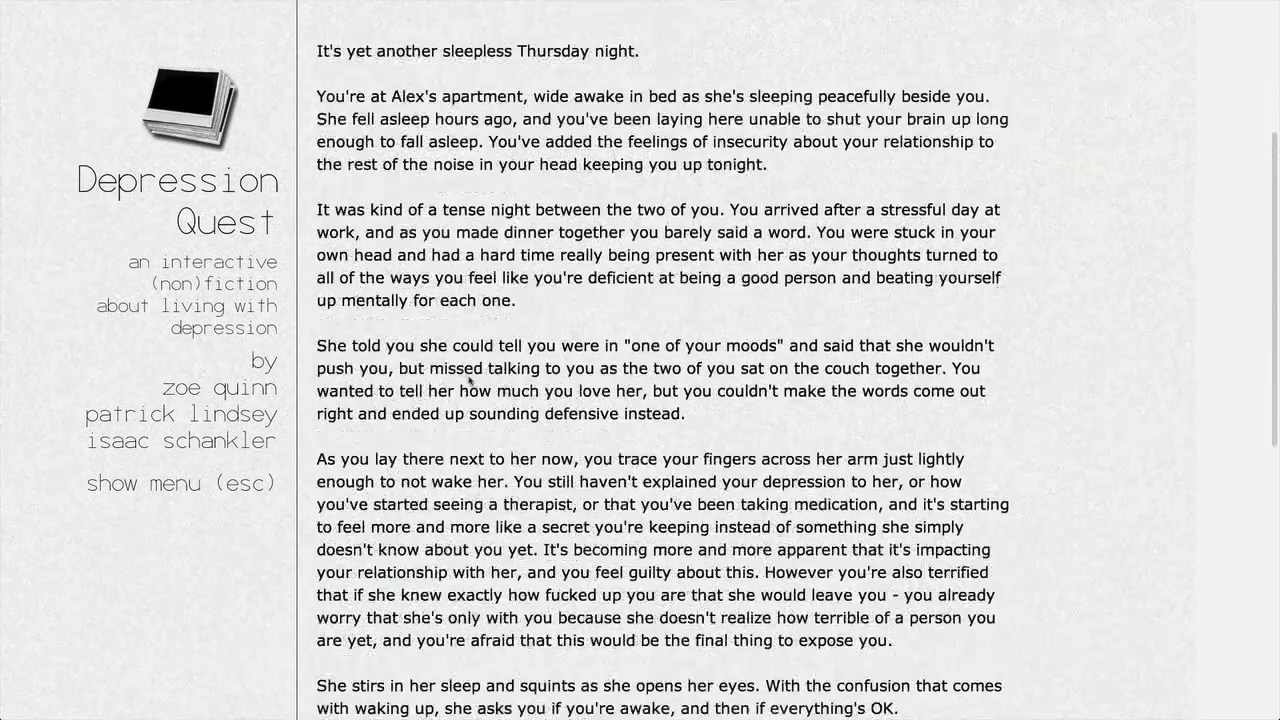 Depression
Quest
an interactive
(non)fiction
about living with
depression
by
zoe quinn
patrick lindsey
isaac schankler
show menu (esc)
It's yet another sleepless Thursday night.
You're at Alex's apartment, wide awake in bed as she's sleeping peacefully beside you.
She fell asleep hours ago, and you've been laying here unable to shut your brain up long
enough to fall asleep. You've added the feelings of insecurity about your relationship to
the rest of the noise in your head keeping you up tonight.
It was kind of a tense night between the two of you. You arrived after a stressful day at
work, and as you made dinner together you barely said a word. You were stuck in your
own head and had a hard time really being present with her as your thoughts turned to
all of the ways you feel like you're deficient at being a good person and beating yourself
up mentally for each one.
She told you she could tell you were in "one of your moods" and said that she wouldn't
push you, but missed talking to you as the two of you sat on the couch together. You
wanted to tell her how much you love her, but you couldn't make the words come out
right and ended up sounding defensive instead.
As you lay there next to her now, you trace your fingers across her arm just lightly
enough to not wake her. You still haven't explained your depression to her, or how
you've started seeing a therapist, or that you've been taking medication, and it's starting
to feel more and more like a secret you're keeping instead of something she simply
doesn't know about you yet. It's becoming more and more apparent that it's impacting
your relationship with her, and you feel guilty about this. However you're also terrified
that if she knew exactly how fucked up you are that she would leave you - you already
worry that she's only with you because she doesn't realize how terrible of a person you
are yet, and you're afraid that this would be the final thing to expose you.
She stirs in her sleep and squints as she opens her eyes. With the confusion that comes
with waking up, she asks you if you're awake, and then if everything's OK.